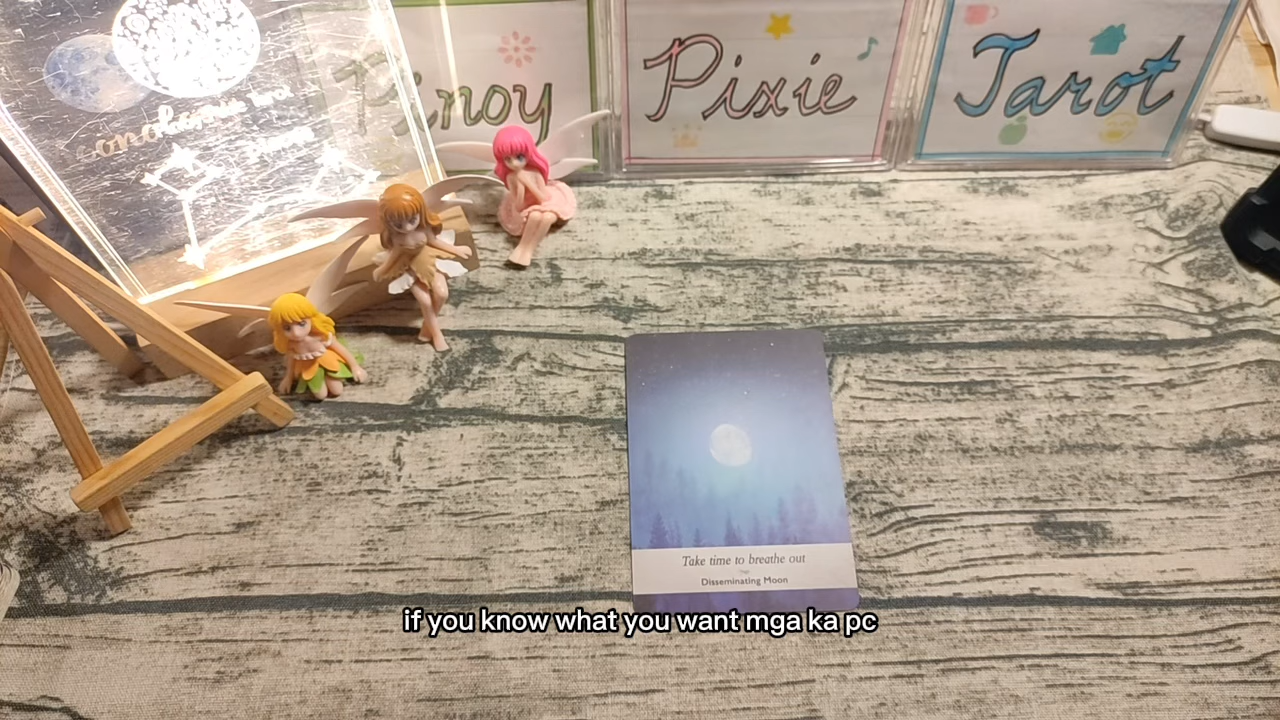 Pinoy
Pixie
Tarot
Take time to breathe out
Disseminating Moon
if you know what you want mga ka pc